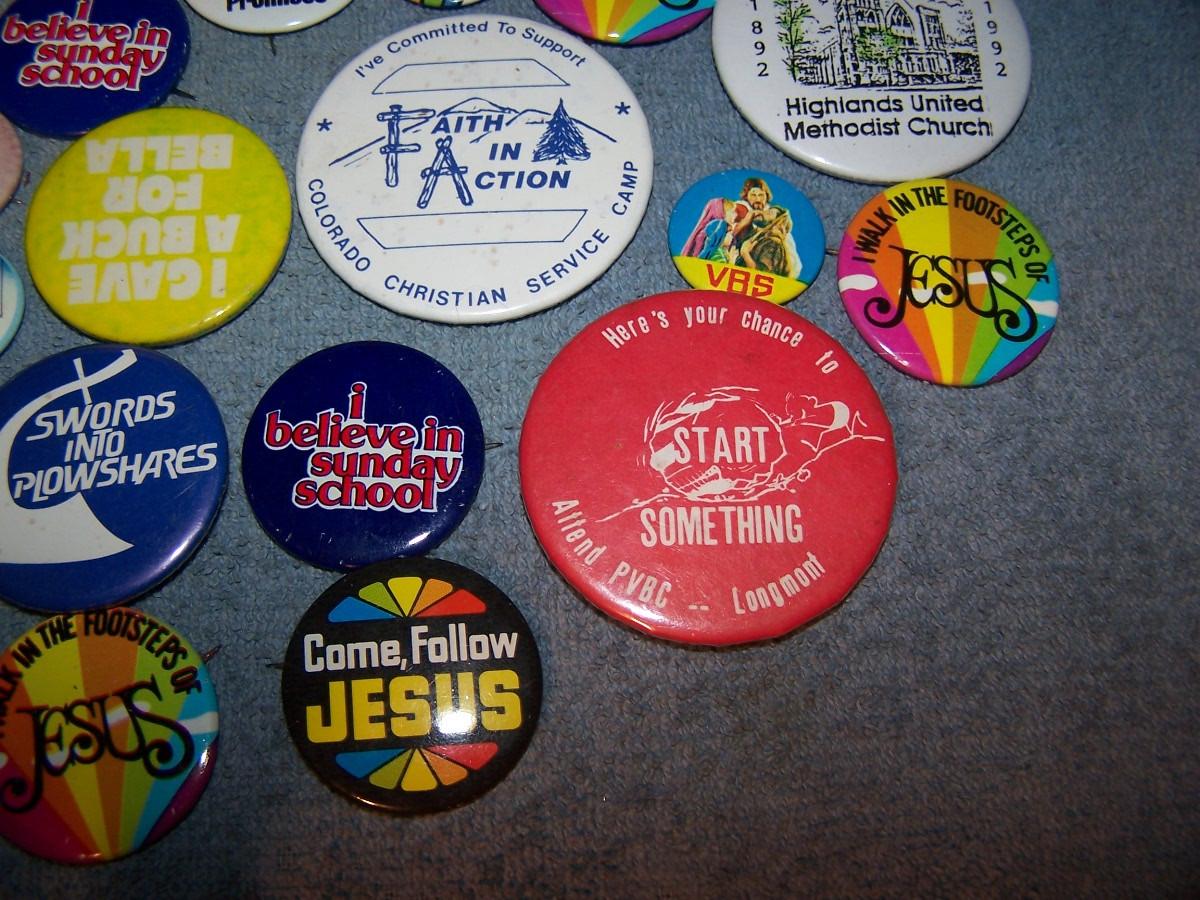 i
believe in
sunday
school
I've Committed To Support
FAITH
IN
ACTION
COLORADO CHRISTIAN SERVICE CAMP
1892
1992
Highlands United
Methodist Church
I GAVE
A BUCK
FOR
BELLA
VBS
I WALK IN THE FOOTSTEPS OF
JESUS
SWORDS
INTO
PLOWSHARES
i
believe in
sunday
school
Here's your chance to
START
SOMETHING
Attend PVBC -- Longmont
WALK IN THE FOOTSTEPS OF
JESUS
Come, Follow
JESUS